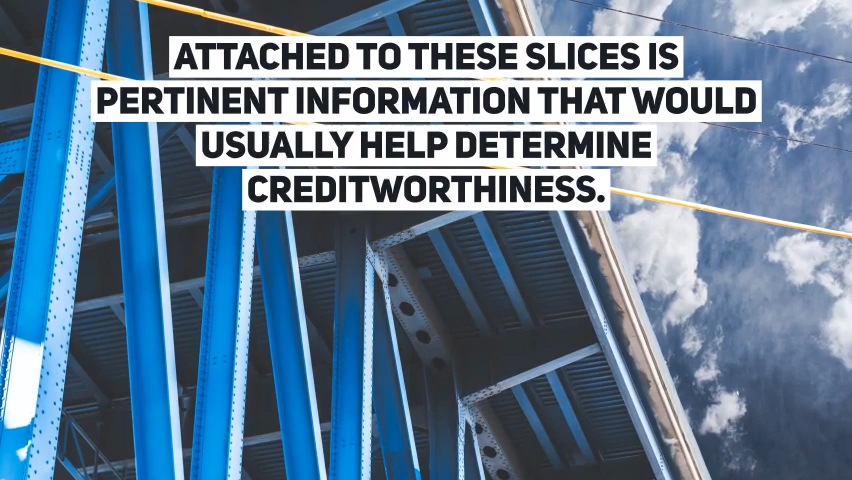 ATTACHED TO THESE SLICES IS
PERTINENT INFORMATION THAT WOULD
USUALLY HELP DETERMINE
CREDITWORTHINESS.